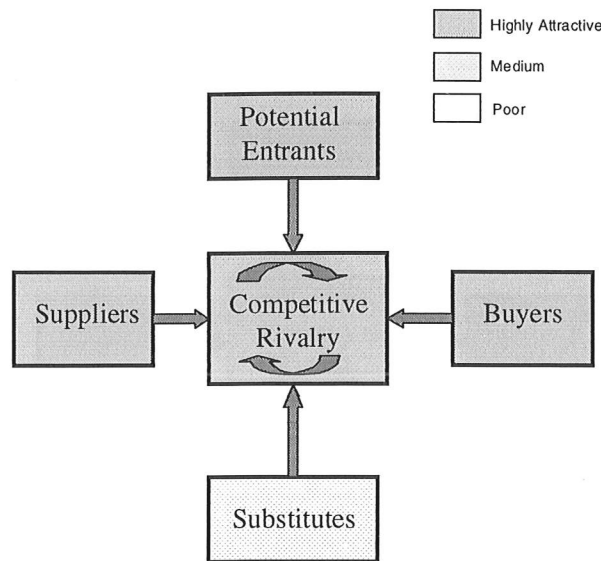 Highly Attractive
Medium
Poor
Potential
Entrants
Suppliers
Competitive
Rivalry
Buyers
Substitutes